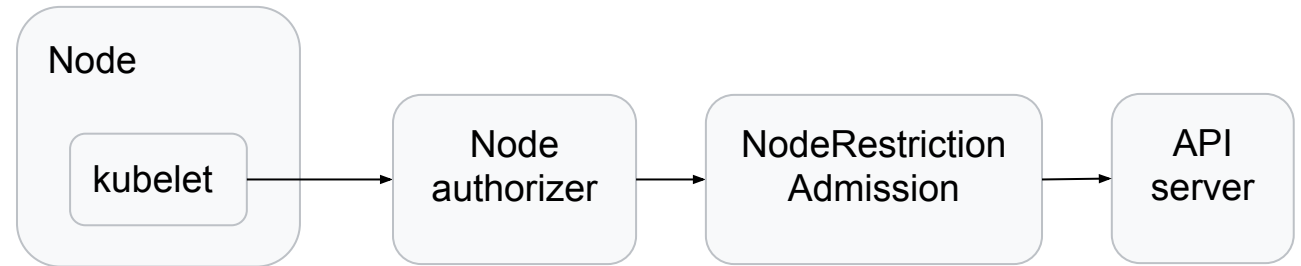 Node
kubelet
Node
authorizer
NodeRestriction
Admission
API
server